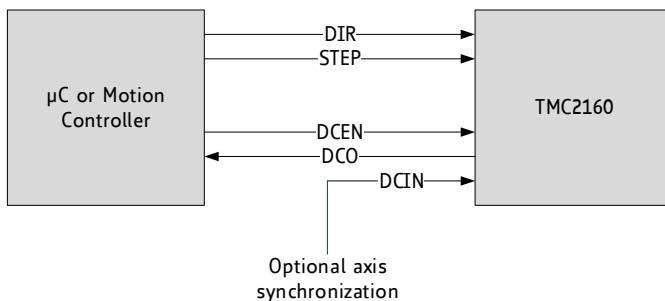 DIR
STEP
µC or Motion
Controller
TMC2160
DCEN
DCO
DCIN
Optional axis
synchronization